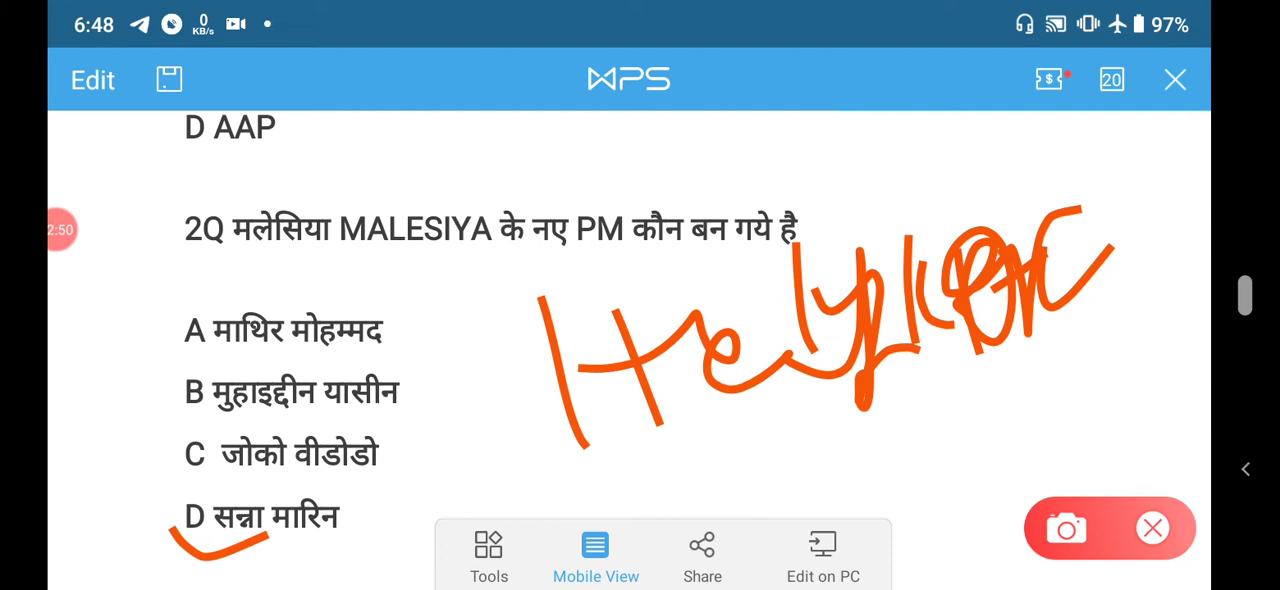 6:48 0 KB/s 97%
Edit WPS 20
D AAP
2Q मलेसिया MALESIYA के नए PM कौन बन गये है
2:50
A माथिर मोहम्मद
B मुहाइद्दीन यासीन
C जोको वीडोडो
D सन्ना मारिन
Tools Mobile View Share Edit on PC